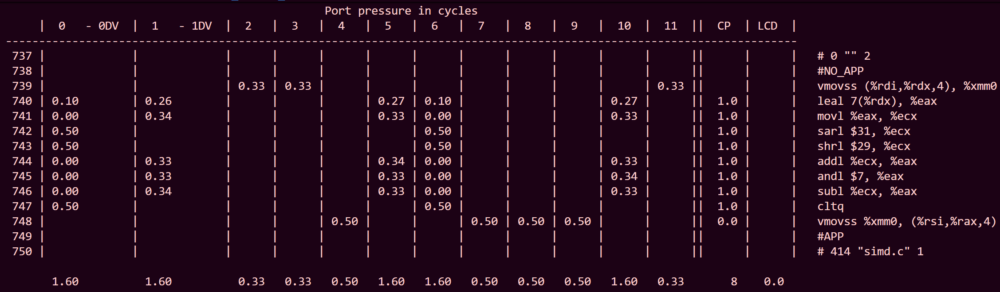 Port pressure in cycles
| 0 - 0DV | 1 - 1DV | 2 | 3 | 4 | 5 | 6 | 7 | 8 | 9 | 10 | 11 || CP | LCD |
-----------------------------------------------------------------------------------------------------------------------
737 | | | | | | | | | | | | || | | # 0 "" 2
738 | | | | | | | | | | | | || | | #NO_APP
739 | | | 0.33 | 0.33 | | | | | | | | 0.33 || | | vmovss (%rdi,%rdx,4), %xmm0
740 | 0.10 | 0.26 | | | | 0.27 | 0.10 | | | | 0.27 | || 1.0 | | leal 7(%rdx), %eax
741 | 0.00 | 0.34 | | | | 0.33 | 0.00 | | | | 0.33 | || 1.0 | | movl %eax, %ecx
742 | 0.50 | | | | | | 0.50 | | | | | || 1.0 | | sarl $31, %ecx
743 | 0.50 | | | | | | 0.50 | | | | | || 1.0 | | shrl $29, %ecx
744 | 0.00 | 0.33 | | | | 0.34 | 0.00 | | | | 0.33 | || 1.0 | | addl %ecx, %eax
745 | 0.00 | 0.33 | | | | 0.33 | 0.00 | | | | 0.34 | || 1.0 | | andl $7, %eax
746 | 0.00 | 0.34 | | | | 0.33 | 0.00 | | | | 0.33 | || 1.0 | | subl %ecx, %eax
747 | 0.50 | | | | | | 0.50 | | | | | || 1.0 | | cltq
748 | | | | | 0.50 | | | 0.50 | 0.50 | 0.50 | | || 0.0 | | vmovss %xmm0, (%rsi,%rax,4)
749 | | | | | | | | | | | | || | | #APP
750 | | | | | | | | | | | | || | | # 414 "simd.c" 1
1.60 1.60 0.33 0.33 0.50 1.60 1.60 0.50 0.50 0.50 1.60 0.33 8 0.0